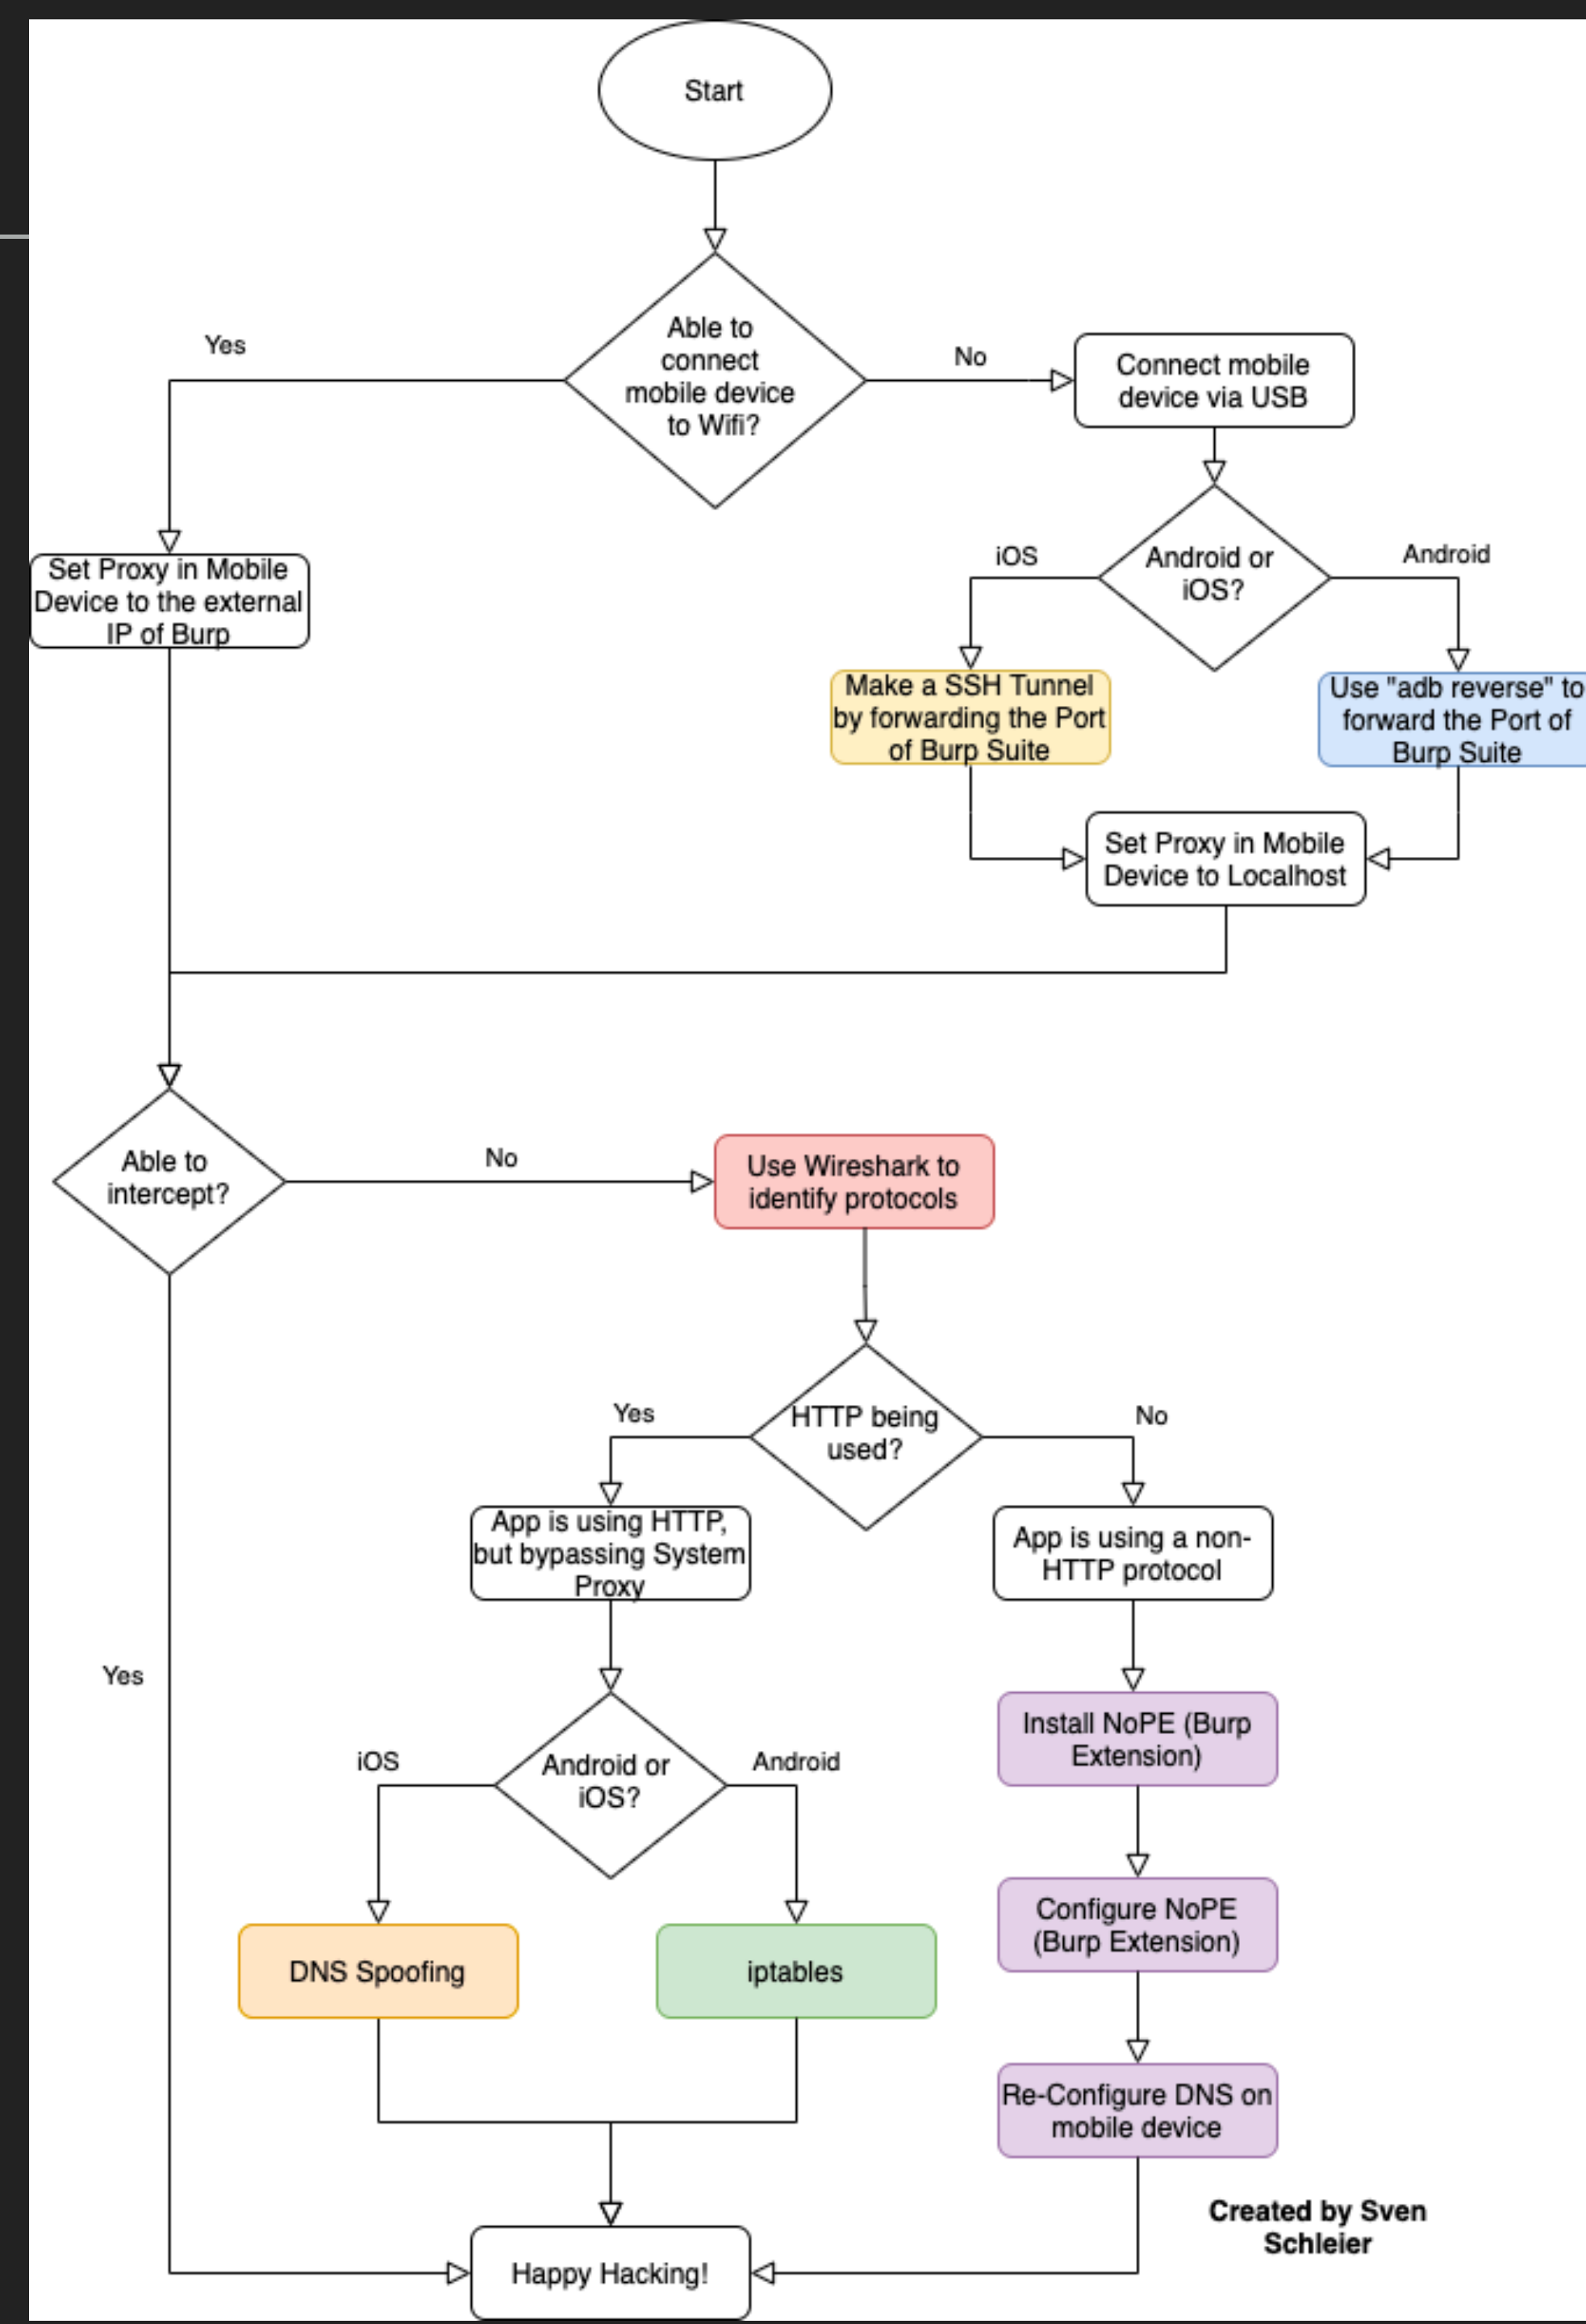 Start
Able to
connect
mobile device
to Wifi?
Yes
No
Connect mobile
device via USB
Android or
iOS?
iOS
Android
Set Proxy in Mobile
Device to the external
IP of Burp
Make a SSH Tunnel
by forwarding the Port
of Burp Suite
Use "adb reverse" to
forward the Port of
Burp Suite
Set Proxy in Mobile
Device to Localhost
Able to
intercept?
No
Use Wireshark to
identify protocols
HTTP being
used?
Yes
No
App is using HTTP,
but bypassing System
Proxy
App is using a non-
HTTP protocol
Yes
Android or
iOS?
iOS
Android
Install NoPE (Burp
Extension)
Configure NoPE
(Burp Extension)
DNS Spoofing
iptables
Re-Configure DNS on
mobile device
Created by Sven
Schleier
Happy Hacking!